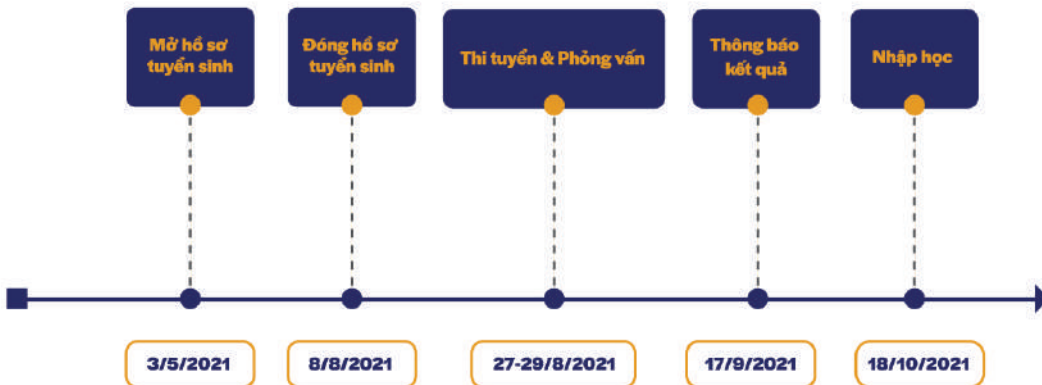 Mở hồ sơ
tuyển sinh
Đóng hồ sơ
tuyển sinh
Thi tuyển & Phỏng vấn
Thông báo
kết quả
Nhập học
3/5/2021
8/8/2021
27-29/8/2021
17/9/2021
18/10/2021